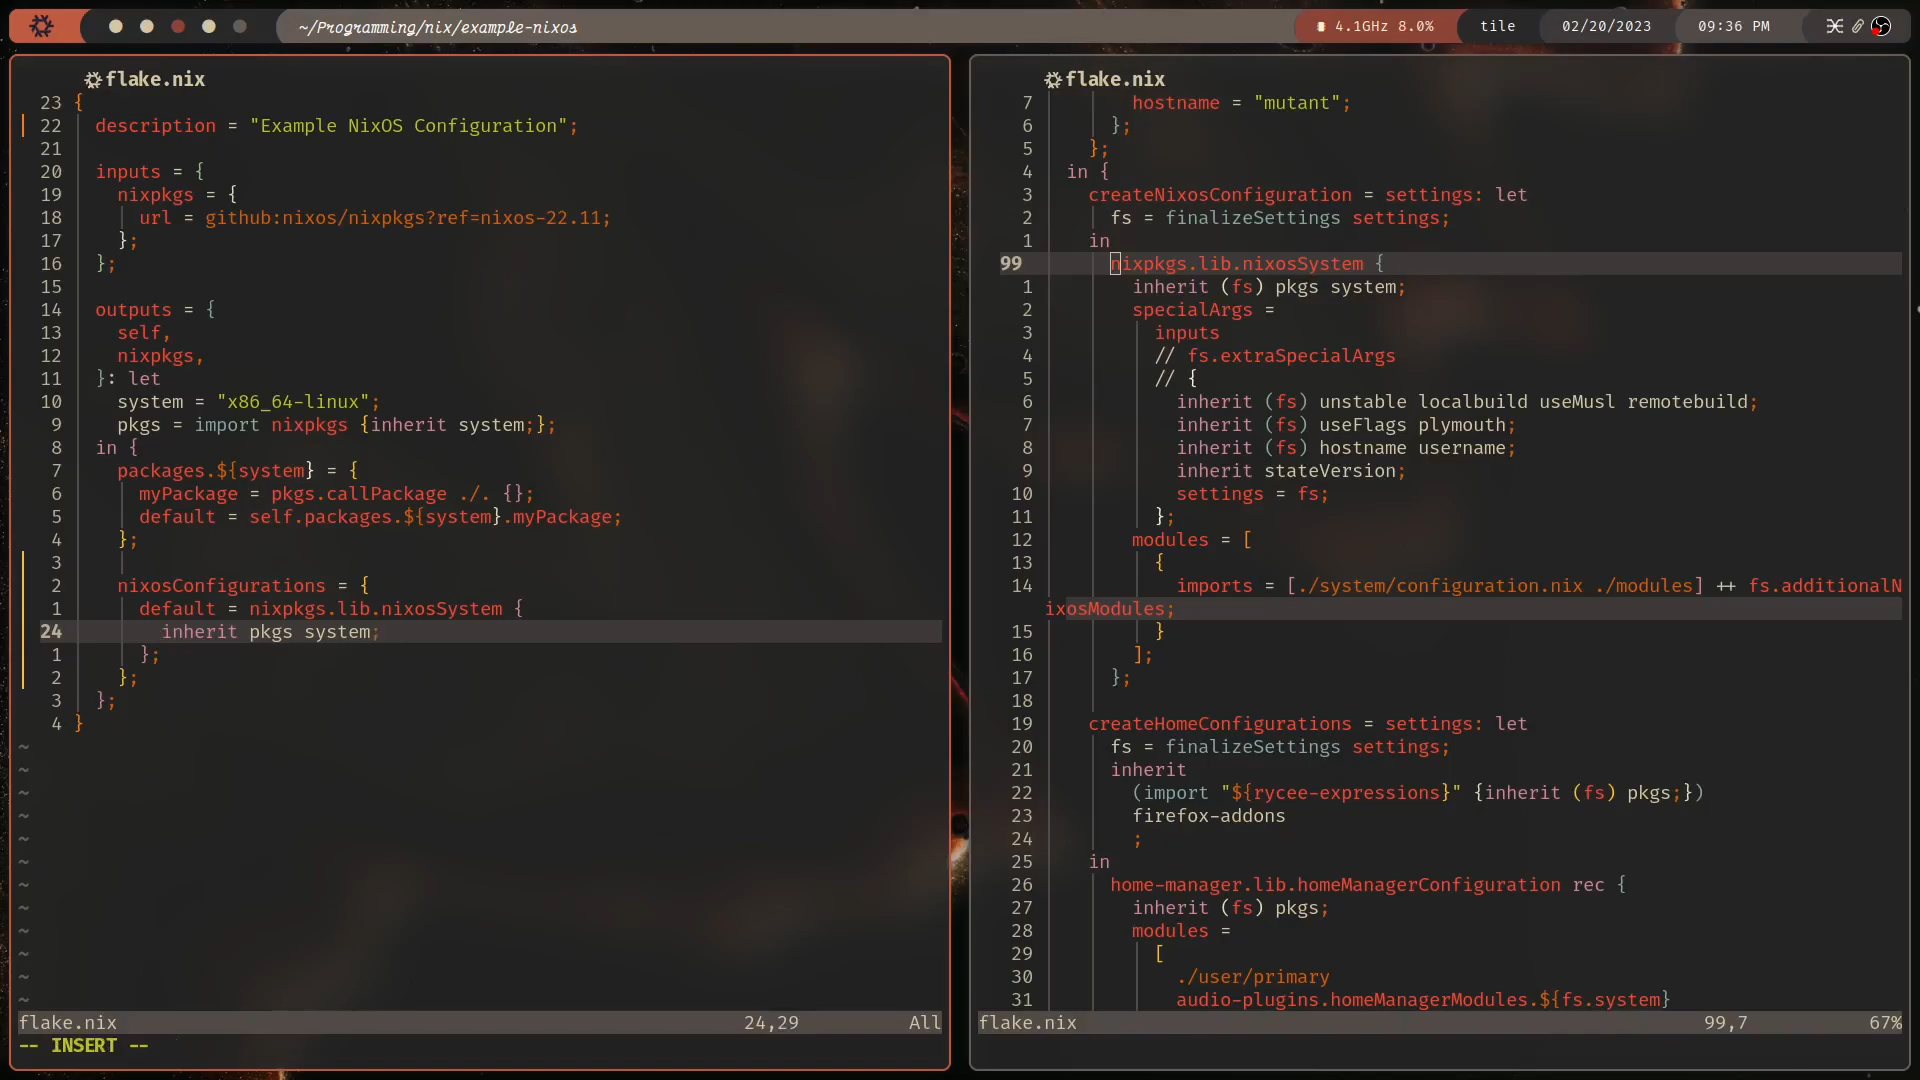 ~/Programming/nix/example-nixos
4.1GHz 8.0%
tile
02/20/2023
09:36 PM
flake.nix
23 {
22 description = "Example NixOS Configuration";
21
20 inputs = {
19 nixpkgs = {
18 url = github:nixos/nixpkgs?ref=nixos-22.11;
17 };
16 };
15
14 outputs = {
13 self,
12 nixpkgs,
11 }: let
10 system = "x86_64-linux";
9 pkgs = import nixpkgs {inherit system;};
8 in {
7 packages.${system} = {
6 myPackage = pkgs.callPackage ./. {};
5 default = self.packages.${system}.myPackage;
4 };
3
2 nixosConfigurations = {
1 default = nixpkgs.lib.nixosSystem {
24 inherit pkgs system;
1 };
2 };
3 };
4 }
~
~
~
~
~
~
~
~
~
~
~
~
flake.nix 24,29 All
-- INSERT --
flake.nix
7 hostname = "mutant";
6 };
5 };
4 in {
3 createNixosConfiguration = settings: let
2 fs = finalizeSettings settings;
1 in
99 nixpkgs.lib.nixosSystem {
1 inherit (fs) pkgs system;
2 specialArgs =
3 inputs
4 // fs.extraSpecialArgs
5 // {
6 inherit (fs) unstable localbuild useMusl remotebuild;
7 inherit (fs) useFlags plymouth;
8 inherit (fs) hostname username;
9 inherit stateVersion;
10 settings = fs;
11 };
12 modules = [
13 {
14 imports = [./system/configuration.nix ./modules] ++ fs.additionalN
ixosModules;
15 }
16 ];
17 };
18
19 createHomeConfigurations = settings: let
20 fs = finalizeSettings settings;
21 inherit
22 (import "${rycee-expressions}" {inherit (fs) pkgs;})
23 firefox-addons
24 ;
25 in
26 home-manager.lib.homeManagerConfiguration rec {
27 inherit (fs) pkgs;
28 modules =
29 [
30 ./user/primary
31 audio-plugins.homeManagerModules.${fs.system}
flake.nix 99,7 67%